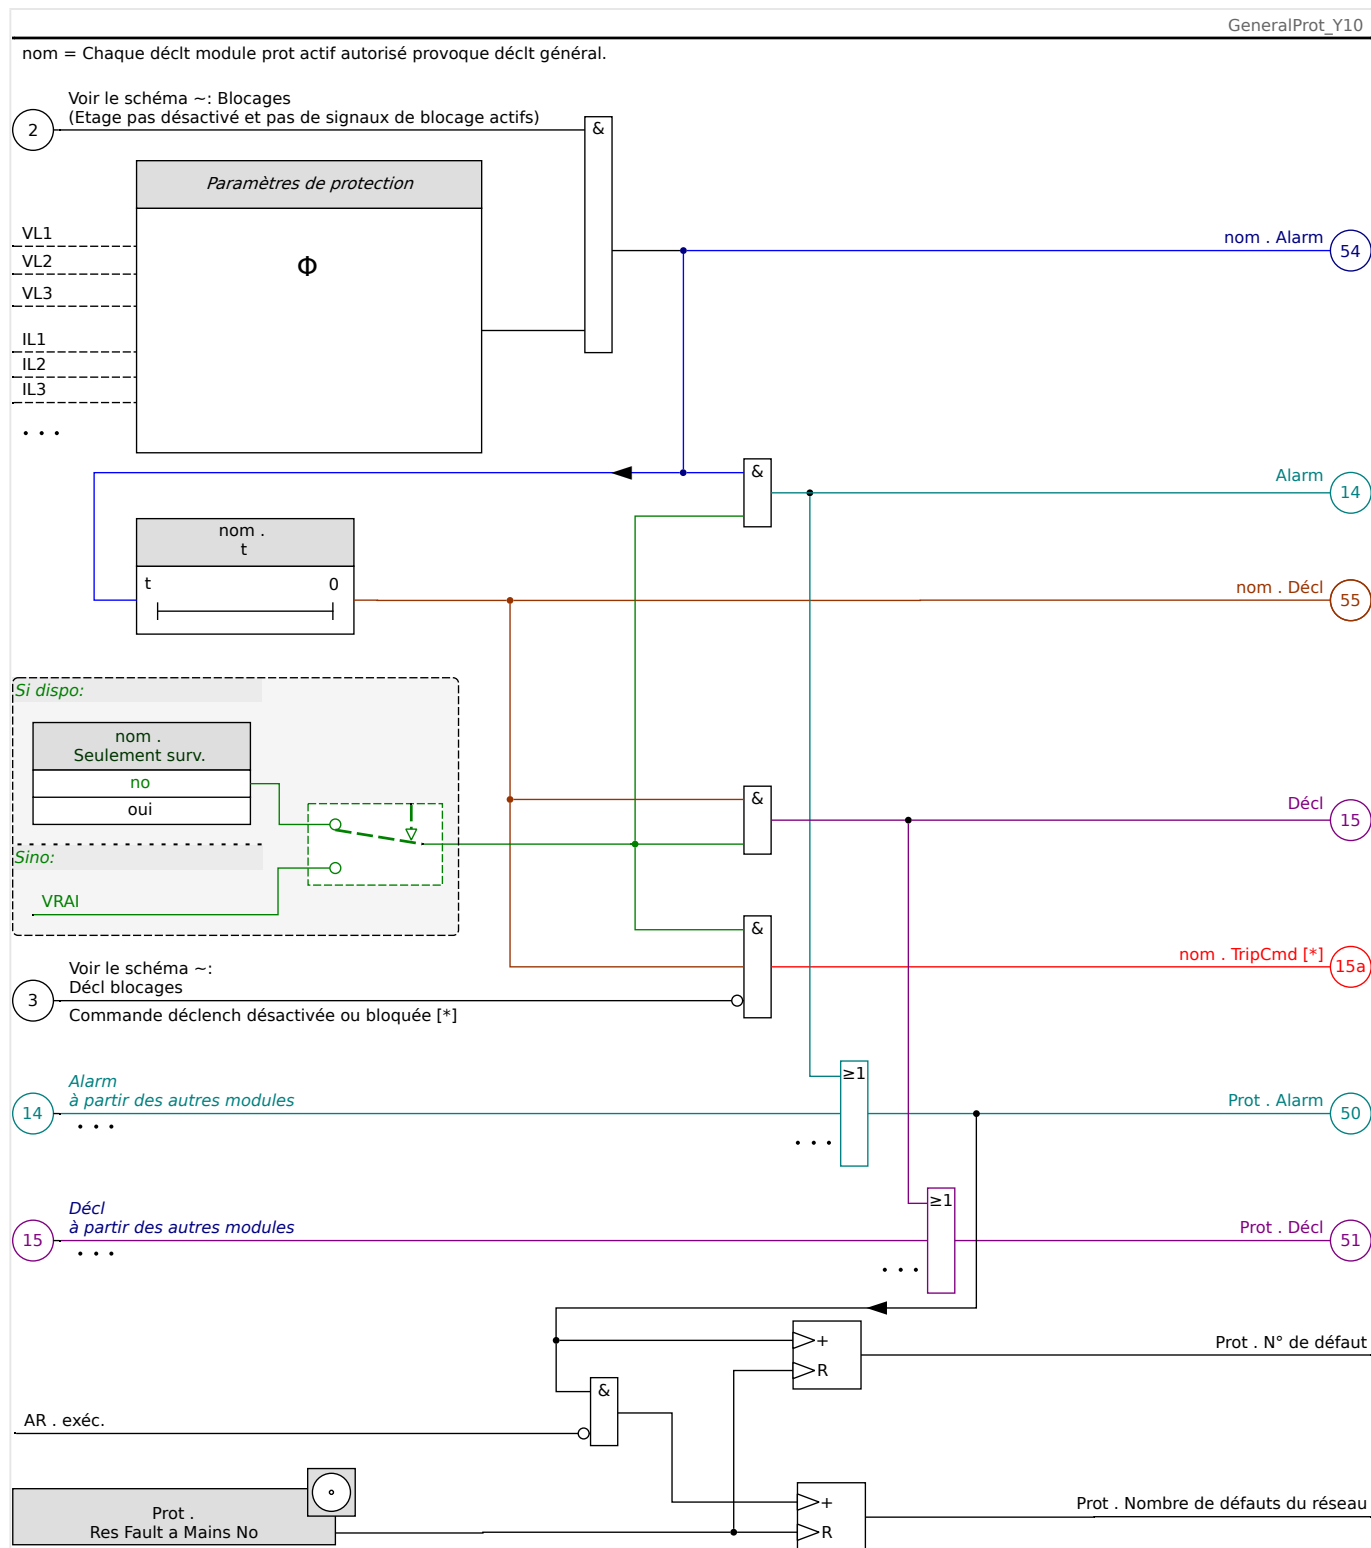 GeneralProt_Y10
nom = Chaque déclt module prot actif autorisé provoque déclt général.
Voir le schéma ~: Blocages
(Etage pas désactivé et pas de signaux de blocage actifs)
2
&
Paramètres de protection
Φ
VL1
VL2
VL3
IL1
IL2
IL3
. . .
nom . Alarm
54
&
Alarm
14
nom .
t
t
0
nom . Décl
55
Si dispo:
nom .
Seulement surv.
no
oui
Sino:
VRAI
&
Décl
15
&
nom . TripCmd [*]
15a
Voir le schéma ~:
Décl blocages
3
Commande déclench désactivée ou bloquée [*]
≥1
Alarm
à partir des autres modules
14
. . .
. . .
Prot . Alarm
50
≥1
Décl
à partir des autres modules
15
. . .
. . .
Prot . Décl
51
+
R
Prot . N° de défaut
&
AR . exéc.
+
R
Prot . Nombre de défauts du réseau
Prot .
Res Fault a Mains No